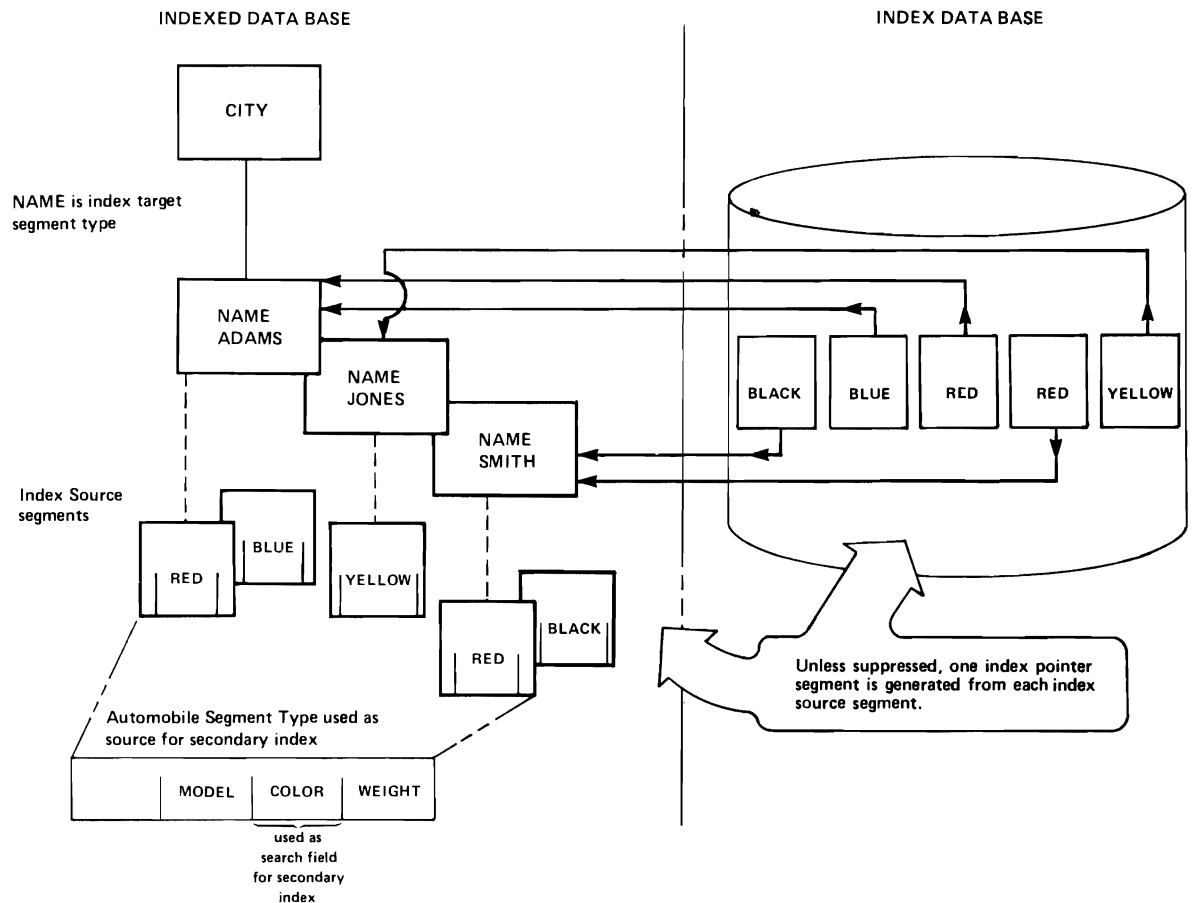 INDEXED DATA BASE
INDEX DATA BASE
CITY
NAME is index target
segment type
NAME
ADAMS
NAME
JONES
NAME
SMITH
BLACK
BLUE
RED
RED
YELLOW
Index Source
segments
RED
BLUE
YELLOW
RED
BLACK
Unless suppressed, one index pointer
segment is generated from each index
source segment.
Automobile Segment Type used as
source for secondary index
MODEL
COLOR
WEIGHT
used as
search field
for secondary
index